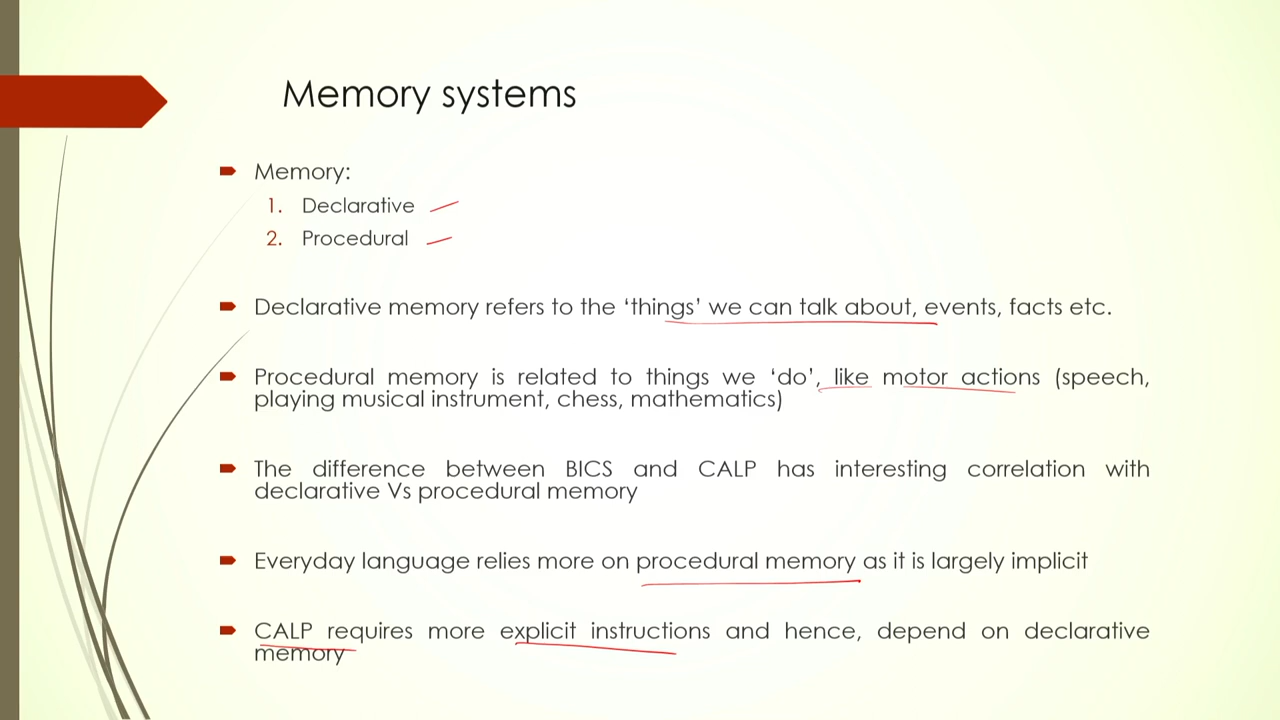 Memory systems
Memory:
1. Declarative
2. Procedural
Declarative memory refers to the ‘things’ we can talk about, events, facts etc.
Procedural memory is related to things we ‘do’, like motor actions (speech,
playing musical instrument, chess, mathematics)
The difference between BICS and CALP has interesting correlation with
declarative Vs procedural memory
Everyday language relies more on procedural memory as it is largely implicit
CALP requires more explicit instructions and hence, depend on declarative
memory